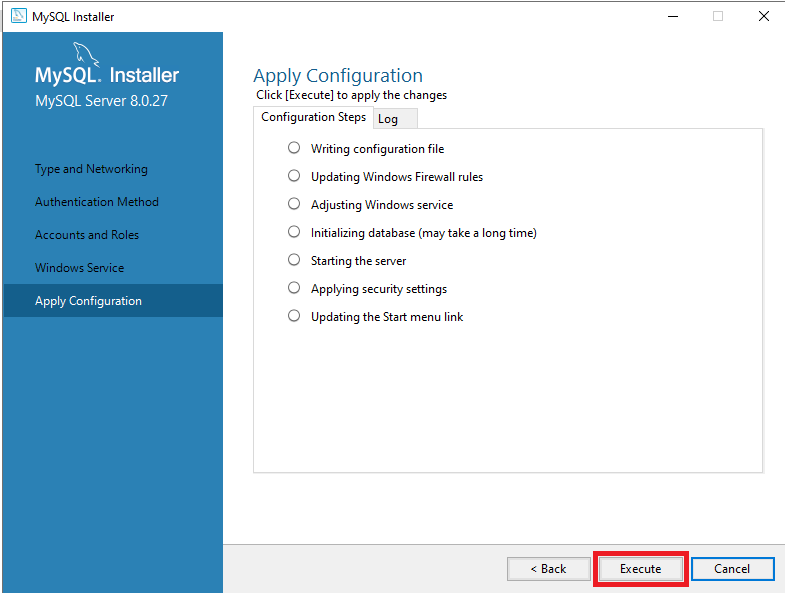 MySQL Installer
MySQL. Installer
MySQL Server 8.0.27
Type and Networking
Authentication Method
Accounts and Roles
Windows Service
Apply Configuration
Apply Configuration
Click [Execute] to apply the changes
Configuration Steps Log
Writing configuration file
Updating Windows Firewall rules
Adjusting Windows service
Initializing database (may take a long time)
Starting the server
Applying security settings
Updating the Start menu link
< Back Execute Cancel